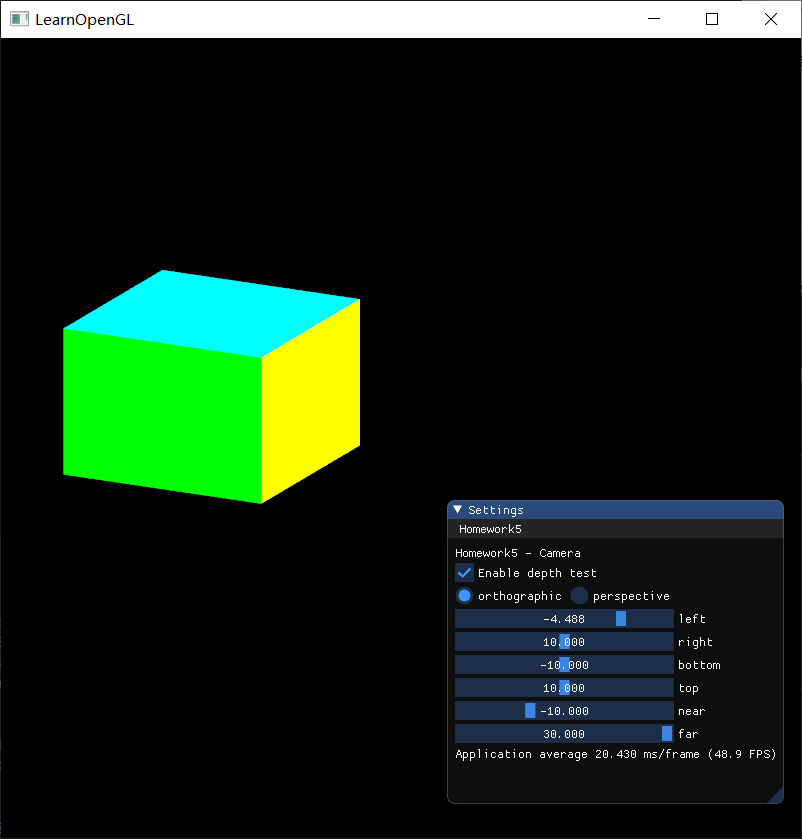 LearnOpenGL
Settings
Homework5
Homework5 - Camera
Enable depth test
orthographic perspective
-4.488 left
10.000 right
-10.000 bottom
10.000 top
-10.000 near
30.000 far
Application average 20.430 ms/frame (48.9 FPS)